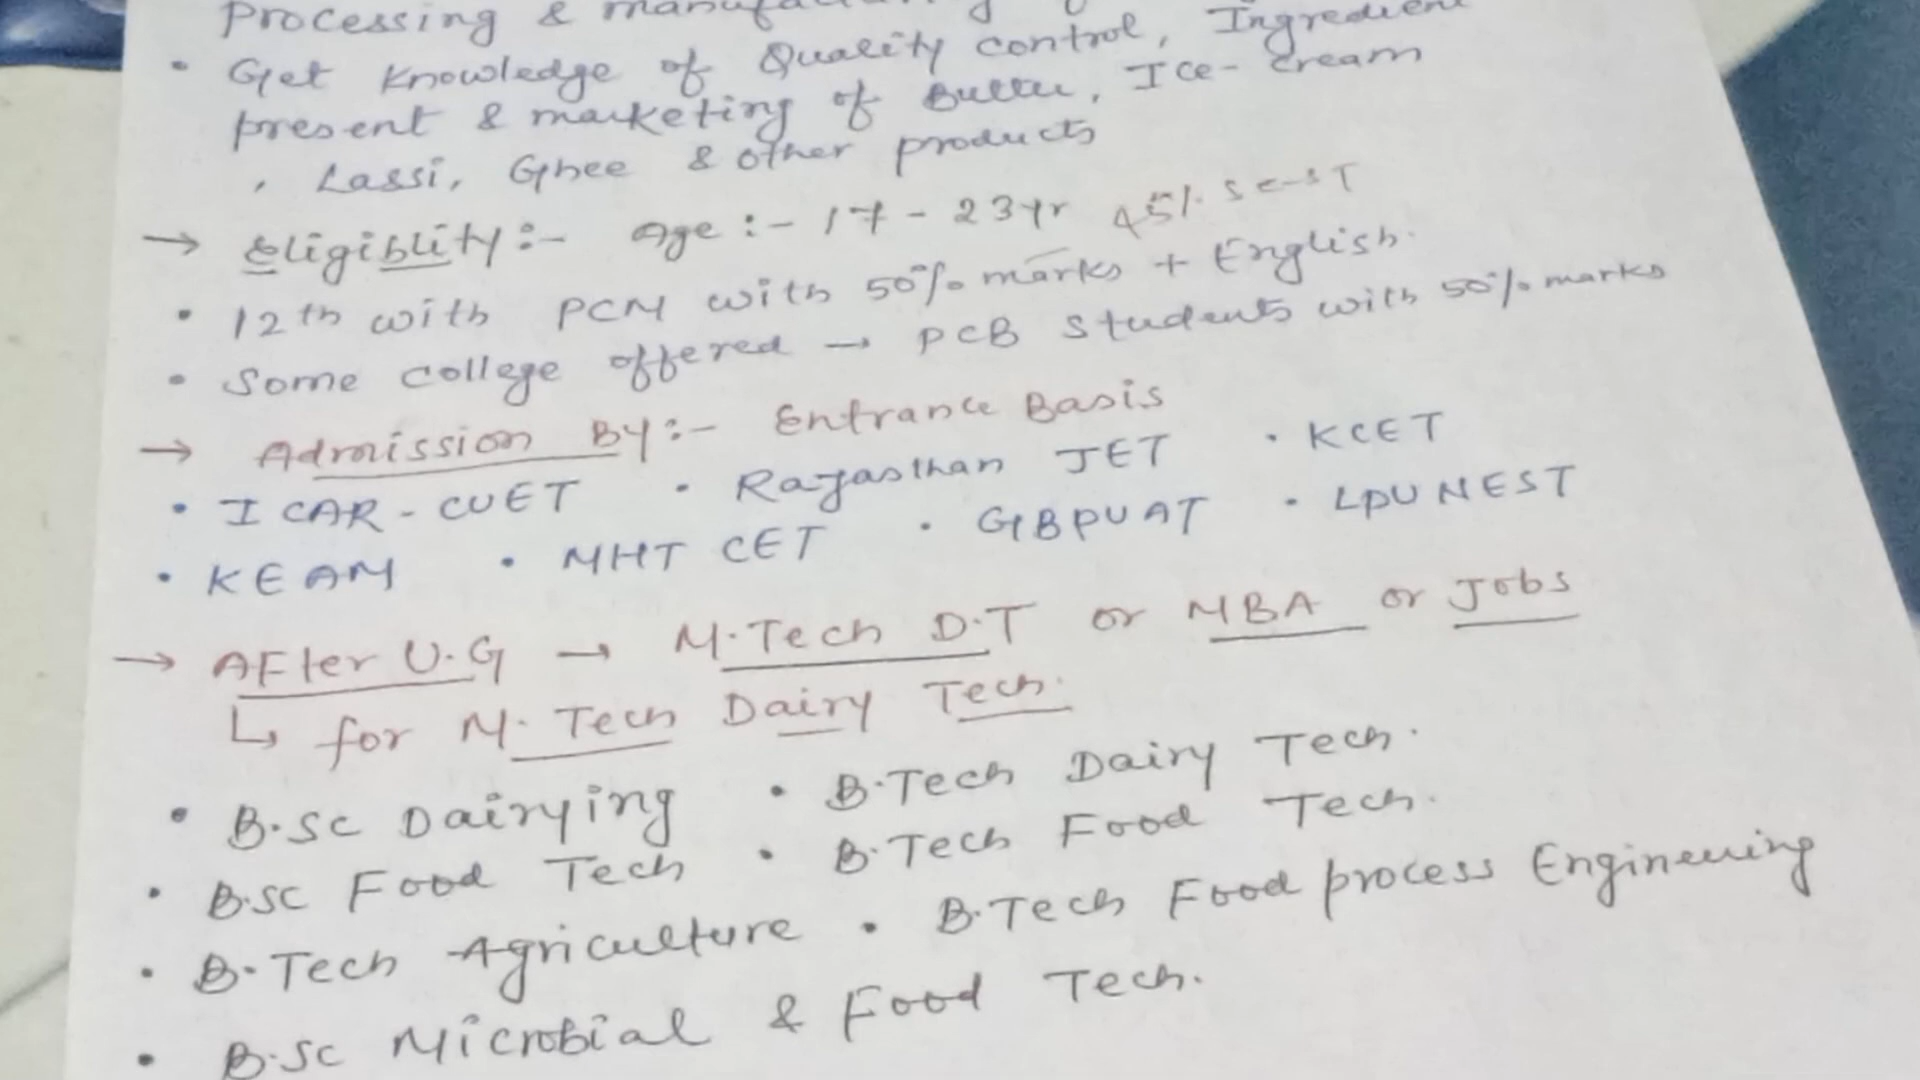 Processing &
• Get Knowledge of Quality control, Ingredient
present & marketing of Butter, Ice-cream
, Lassi, Ghee & other products
→ Eligiblity :- Age :- 17 - 23yr 45% SC-ST
• 12th with PCM with 50% marks + English.
• Some college offered → PCB students with 50% marks
→ Admission By :- Entrance Basis
• ICAR - CUET • Rajasthan JET • KCET
• KEAM • MHT CET • GBPUAT • LPU NEST
→ After U.G → M.Tech D.T or MBA or Jobs
↳ for M.Tech Dairy Tech.
• B.Sc Dairying • B.Tech Dairy Tech.
• B.SC Food Tech • B.Tech Food Tech.
• B.Tech Agriculture • B.Tech Food process Engineering
• B.Sc Microbial & Food Tech.